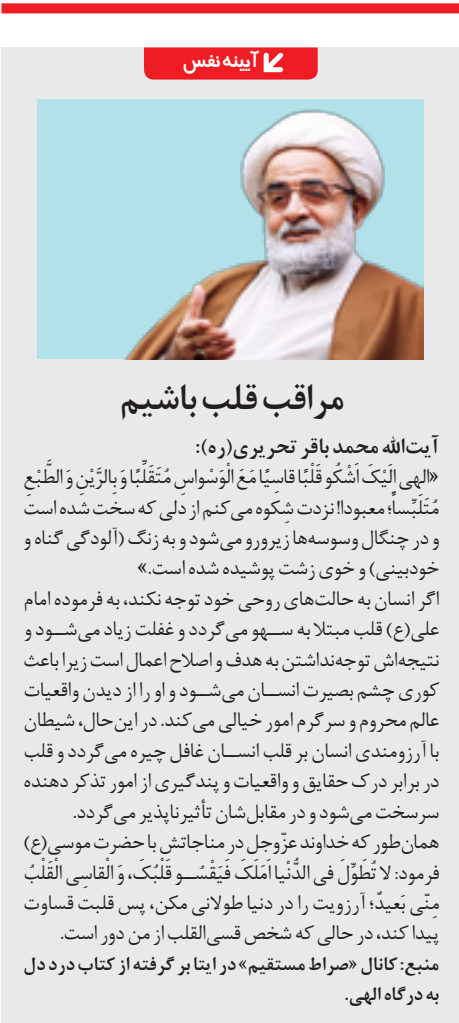 آیینه نفس
مراقب قلب باشیم
آیت‌الله محمد باقر تحریری(ره):
«الهی اِلَیْکَ اَشْکُو قَلْبًا قاسِیًا مَعَ الْوَسْواسِ مُتَقَلِّبًا وَ بِالرَّیْنِ وَ الطَّبْعِ
مُتَلَبِّساً؛ معبودا! نزدت شِکوه می‌کنم از دلی که سخت شده است
و در چنگال وسوسه‌ها زیرورو می‌شود و به زنگ (آلودگی گناه و
خودبینی) و خوی زشت پوشیده شده است.»
اگر انسان به حالت‌های روحی خود توجه نکند، به فرموده امام
علی(ع) قلب مبتلا به سهو می‌گردد و غفلت زیاد می‌شود و
نتیجه‌اش توجه‌نداشتن به هدف و اصلاح اعمال است زیرا باعث
کوری چشم بصیرت انسان می‌شود و او را از دیدن واقعیات
عالم محروم و سرگرم امور خیالی می‌کند. در این‌حال، شیطان
با آرزومندی انسان بر قلب انسان غافل چیره می‌گردد و قلب
در برابر درک حقایق و واقعیات و پندگیری از امور تذکر دهنده
سرسخت می‌شود و در مقابل‌شان تأثیرناپذیر می‌گردد.
همان‌طور که خداوند عزّوجل در مناجاتش با حضرت موسی(ع)
فرمود: لا تُطَوِّلَ فی الدُّنْیا اَمَلَکَ فَیَقْسُو قَلْبُکَ، وَ الْقاسِی الْقَلْبُ
مِنّی بَعیدٌ؛ آرزویت را در دنیا طولانی مکن، پس قلبت قساوت
پیدا کند، در حالی که شخص قسی‌القلب از من دور است.
منبع: کانال «صراط مستقیم» در ایتا بر گرفته از کتاب درد دل
به درگاه الهی.